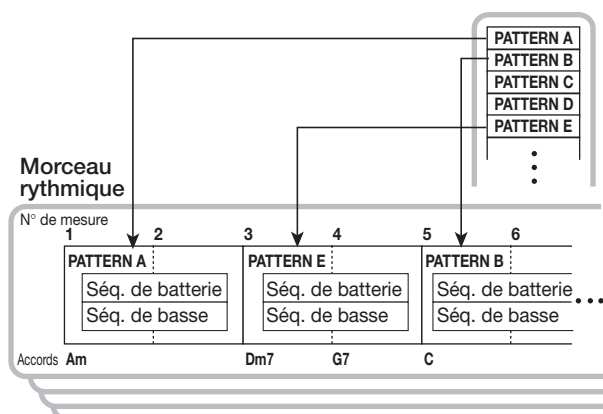 PATTERN A
PATTERN B
PATTERN C
PATTERN D
PATTERN E
Morceau
rythmique
N° de mesure
1 2 3 4 5 6
PATTERN A PATTERN E PATTERN B
Séq. de batterie Séq. de batterie Séq. de batterie
Séq. de basse Séq. de basse Séq. de basse
Accords Am Dm7 G7 C